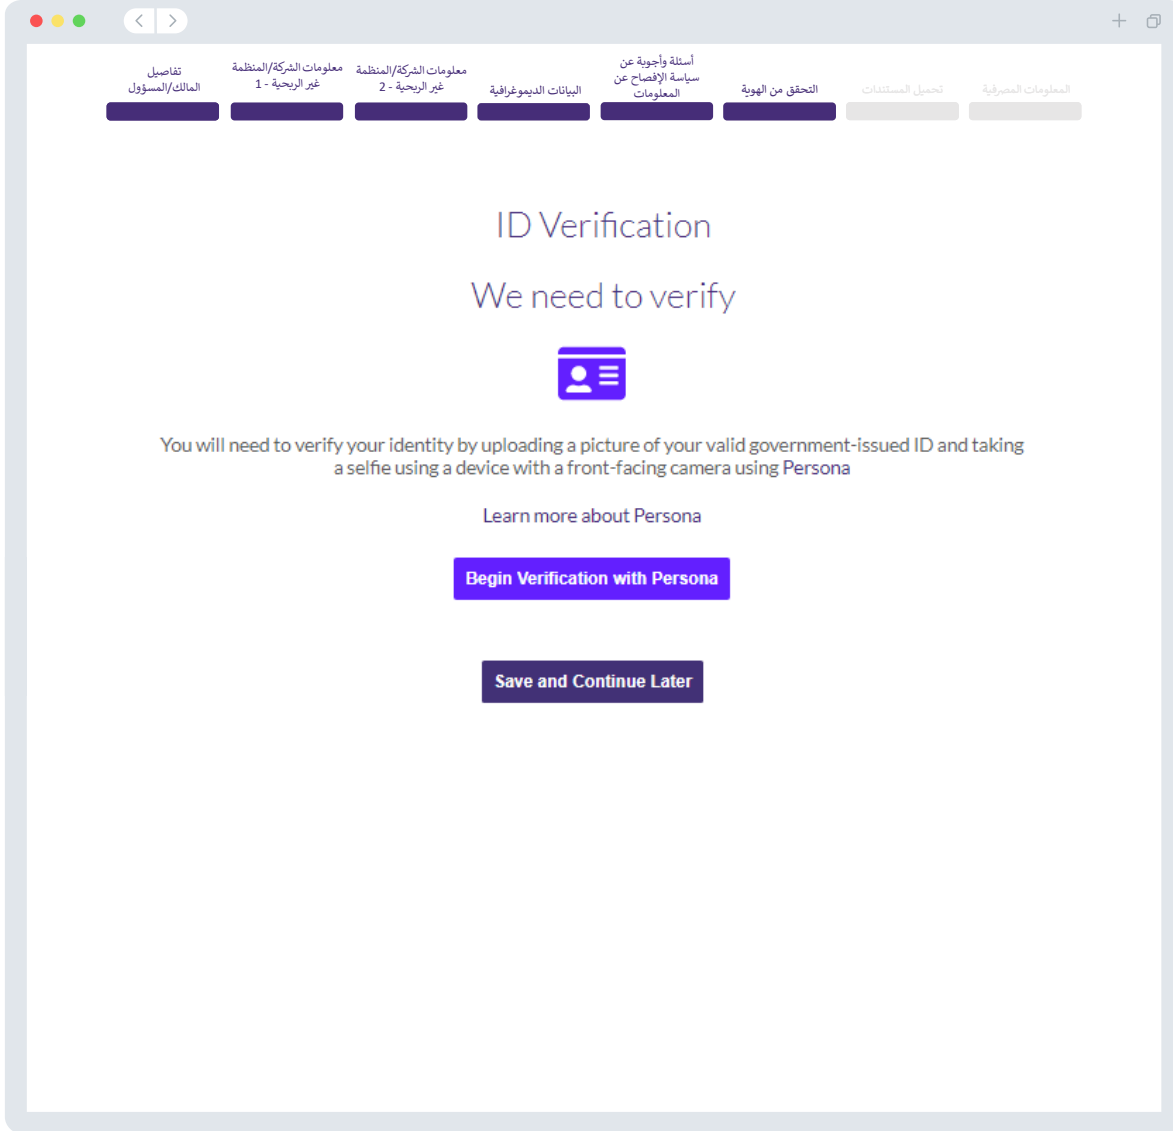 تفاصيل
المالك/المسؤول
معلومات الشركة/المنظمة
غير الربحية - 1
معلومات الشركة/المنظمة
غير الربحية - 2
البيانات الديموغرافية
أسئلة وأجوبة عن
سياسة الإفصاح عن
المعلومات
التحقق من الهوية
تحميل المستندات
المعلومات المصرفية
ID Verification
We need to verify
You will need to verify your identity by uploading a picture of your valid government-issued ID and taking
a selfie using a device with a front-facing camera using Persona
Learn more about Persona
Begin Verification with Persona
Save and Continue Later